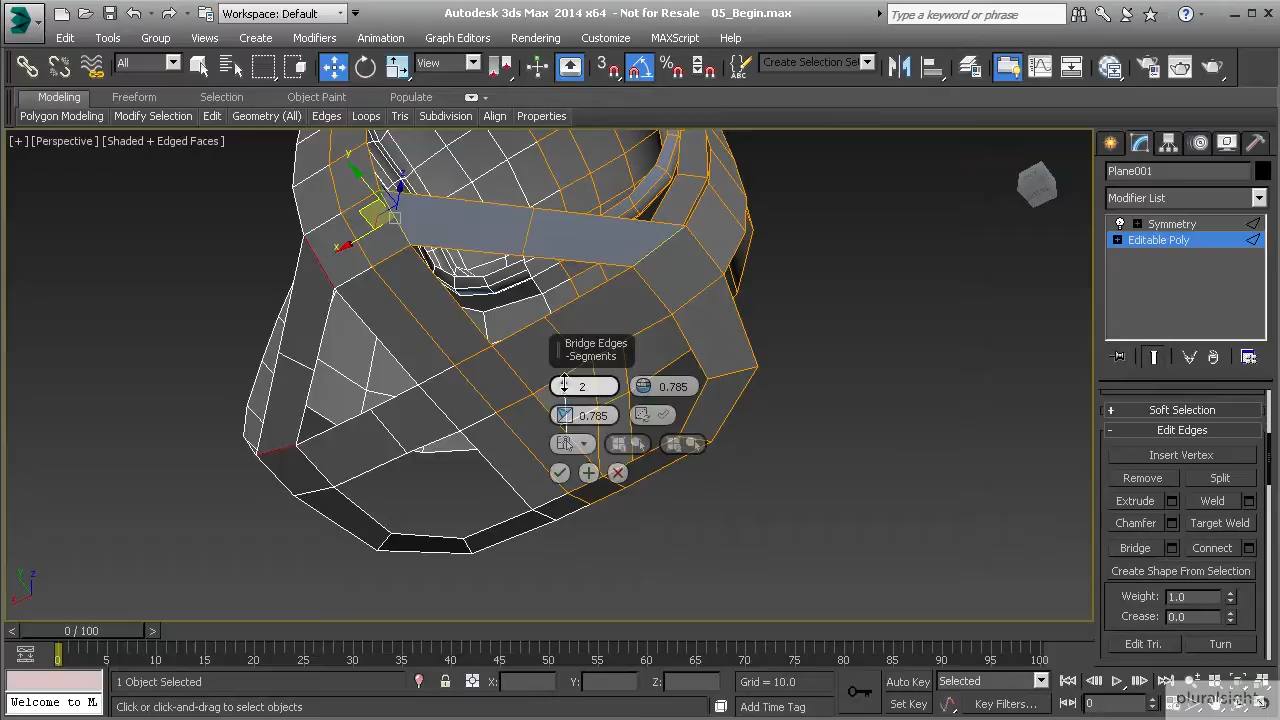 Workspace: Default
Autodesk 3ds Max 2014 x64 - Not for Resale 05_Begin.max
Type a keyword or phrase
Edit Tools Group Views Create Modifiers Animation Graph Editors Rendering Customize MAXScript Help
All
View
3
%
Create Selection Se
Modeling Freeform Selection Object Paint Populate
Polygon Modeling Modify Selection Edit Geometry (All) Edges Loops Tris Subdivision Align Properties
[+] [Perspective] [Shaded + Edged Faces]
Plane001
Modifier List
Symmetry
Editable Poly
y
z
x
Bridge Edges
-Segments
2
0.785
0.785
+ Soft Selection
- Edit Edges
Insert Vertex
Remove Split
Extrude Weld
Chamfer Target Weld
Bridge Connect
Create Shape From Selection
Weight: 1.0
Crease: 0.0
Edit Tri. Turn
< 0 / 100 >
0 5 10 15 20 25 30 35 40 45 50 55 60 65 70 75 80 85 90 95 100
1 Object Selected
X: Y: Z:
Grid = 10.0
Auto Key
Selected
Welcome to M
Click or click-and-drag to select objects
Add Time Tag
Set Key
Key Filters...
0
pluralsight